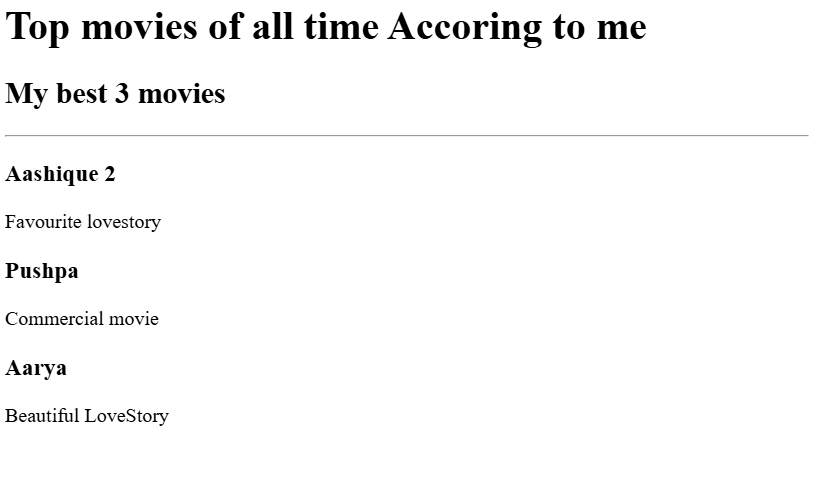 Top movies of all time Accoring to me
My best 3 movies
Aashique 2
Favourite lovestory
Pushpa
Commercial movie
Aarya
Beautiful LoveStory